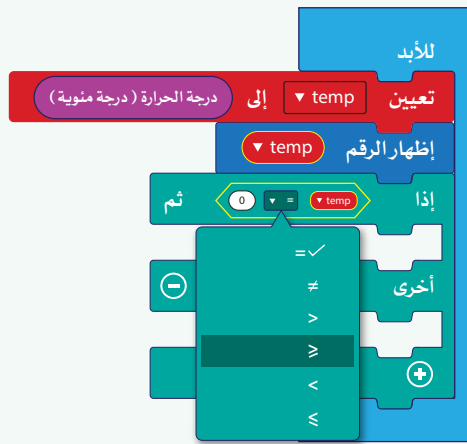 للأبد
تعيين temp ▼ إلى درجة الحرارة ( درجة مئوية )
إظهار الرقم temp ▼
إذا temp ▼ = ▼ 0 ثم
✓ =
≠
أخرى
>
⩾
<
⩽